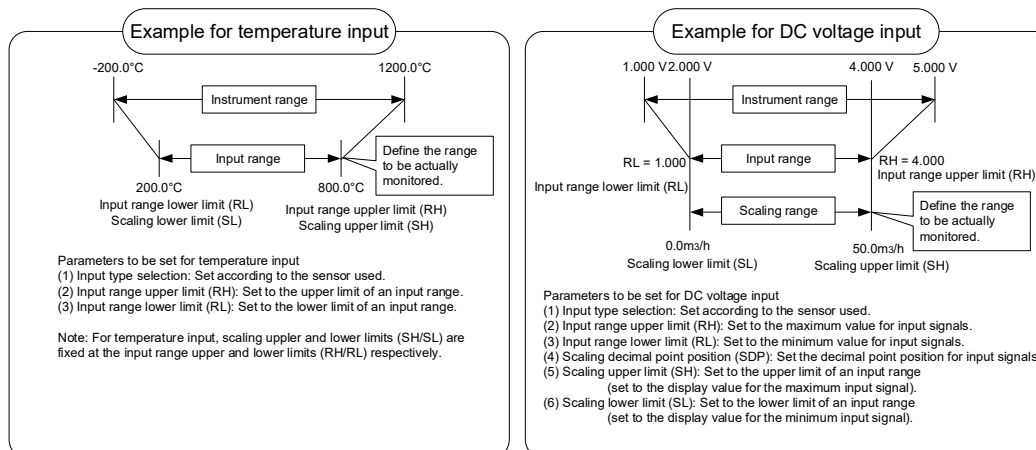 Example for temperature input
-200.0°C
1200.0°C
Instrument range
Input range
Define the range
to be actually
monitored.
200.0°C
800.0°C
Input range lower limit (RL)
Scaling lower limit (SL)
Input range uppler limit (RH)
Scaling upper limit (SH)
Parameters to be set for temperature input
(1) Input type selection: Set according to the sensor used.
(2) Input range upper limit (RH): Set to the upper limit of an input range.
(3) Input range lower limit (RL): Set to the lower limit of an input range.
Note: For temperature input, scaling uppler and lower limits (SH/SL) are
fixed at the input range upper and lower limits (RH/RL) respectively.
Example for DC voltage input
1.000 V
2.000 V
4.000 V
5.000 V
Instrument range
RL = 1.000
Input range
RH = 4.000
Input range lower limit (RL)
Input range upper limit (RH)
Scaling range
Define the range
to be actually
monitored.
0.0m3/h
50.0m3/h
Scaling lower limit (SL)
Scaling upper limit (SH)
Parameters to be set for DC voltage input
(1) Input type selection: Set according to the sensor used.
(2) Input range upper limit (RH): Set to the maximum value for input signals.
(3) Input range lower limit (RL): Set to the minimum value for input signals.
(4) Scaling decimal point position (SDP): Set the decimal point position for input signals
(5) Scaling upper limit (SH): Set to the upper limit of an input range
(set to the display value for the maximum input signal).
(6) Scaling lower limit (SL): Set to the lower limit of an input range
(set to the display value for the minimum input signal).